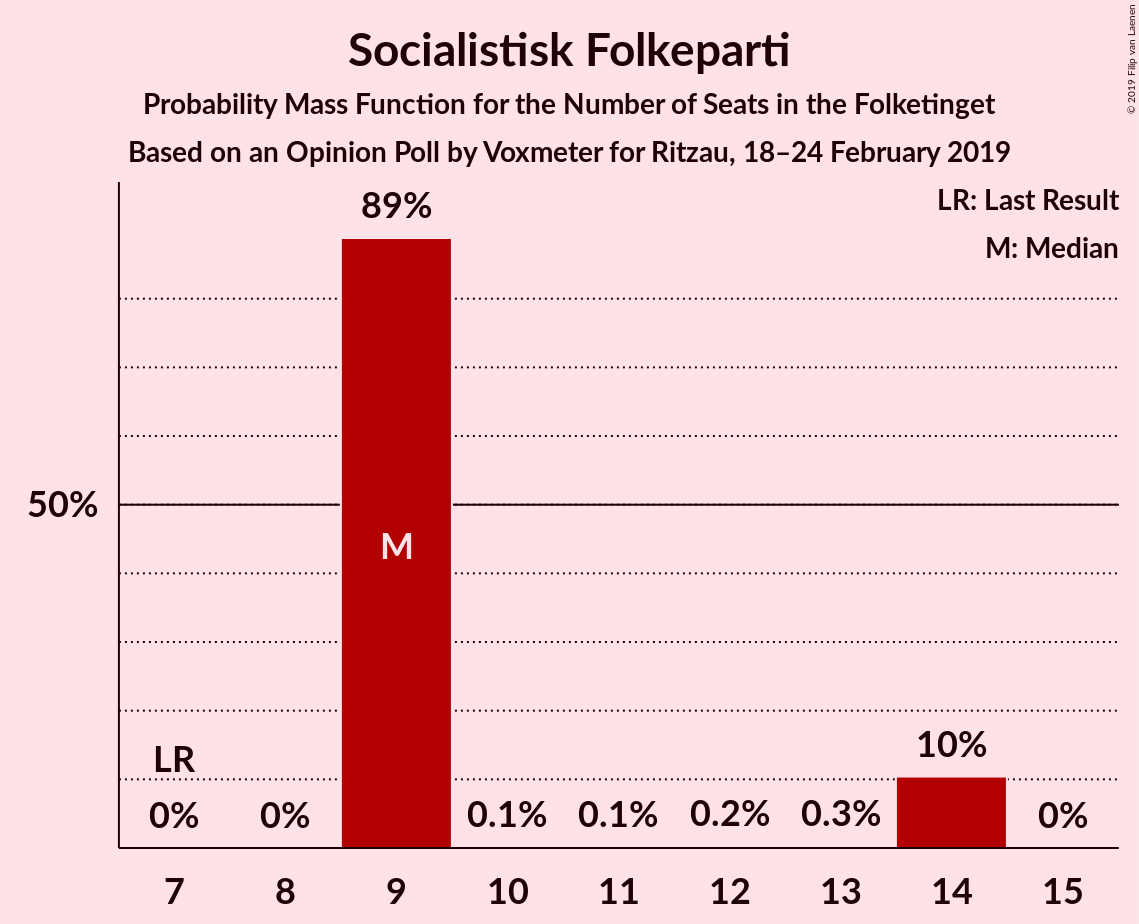 Socialistisk Folkeparti
Probability Mass Function for the Number of Seats in the Folketinget
Based on an Opinion Poll by Voxmeter for Ritzau, 18–24 February 2019
© 2019 Filip van Laenen
LR: Last Result
M: Median
89%
50%
M
LR
10%
0% 0% 0.1% 0.1% 0.2% 0.3% 0%
7 8 9 10 11 12 13 14 15